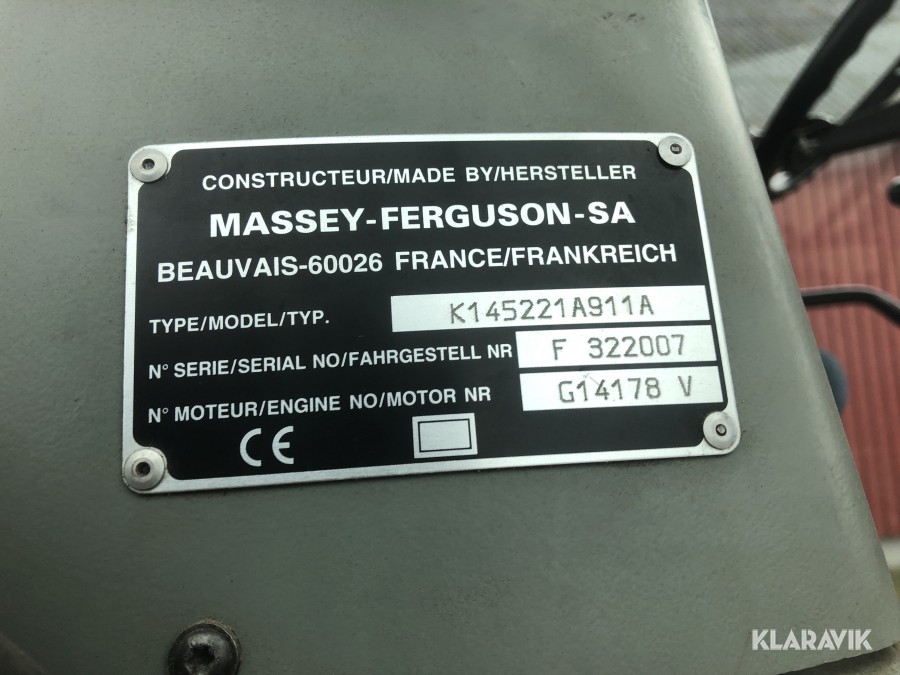 CONSTRUCTEUR/MADE BY/HERSTELLER
MASSEY-FERGUSON-SA
BEAUVAIS-60026 FRANCE/FRANKREICH
TYPE/MODEL/TYP. K145221A911A
N° SERIE/SERIAL NO/FAHRGESTELL NR F 322007
N° MOTEUR/ENGINE NO/MOTOR NR G14178 V
CE
KLARAVIK